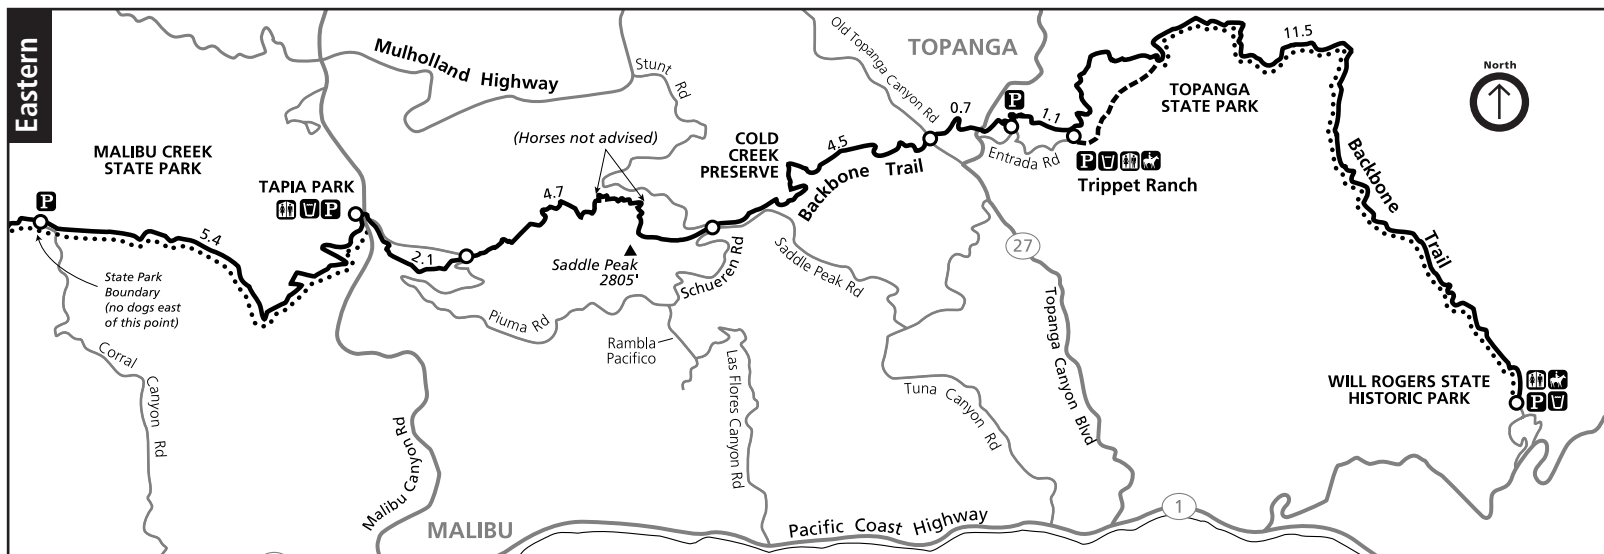 Eastern
Mulholland Highway
Stunt
Rd
Old Topanga Canyon Rd
TOPANGA
11.5
North
TOPANGA
STATE PARK
P
0.7
1.1
Entrada Rd
P
Trippet Ranch
(Horses not advised)
COLD
CREEK
PRESERVE
4.5
Backbone Trail
Backbone
Trail
MALIBU CREEK
STATE PARK
TAPIA PARK
P
P
5.4
4.7
2.1
State Park
Boundary
(no dogs east
of this point)
Saddle Peak
2805'
Schueren Rd
Saddle Peak Rd
27
Piuma Rd
Rambla
Pacifico
Las Flores Canyon Rd
Tuna Canyon Rd
Topanga Canyon Blvd
Corral
Canyon Rd
Malibu Canyon Rd
WILL ROGERS STATE
HISTORIC PARK
P
MALIBU
Pacific Coast Highway
1